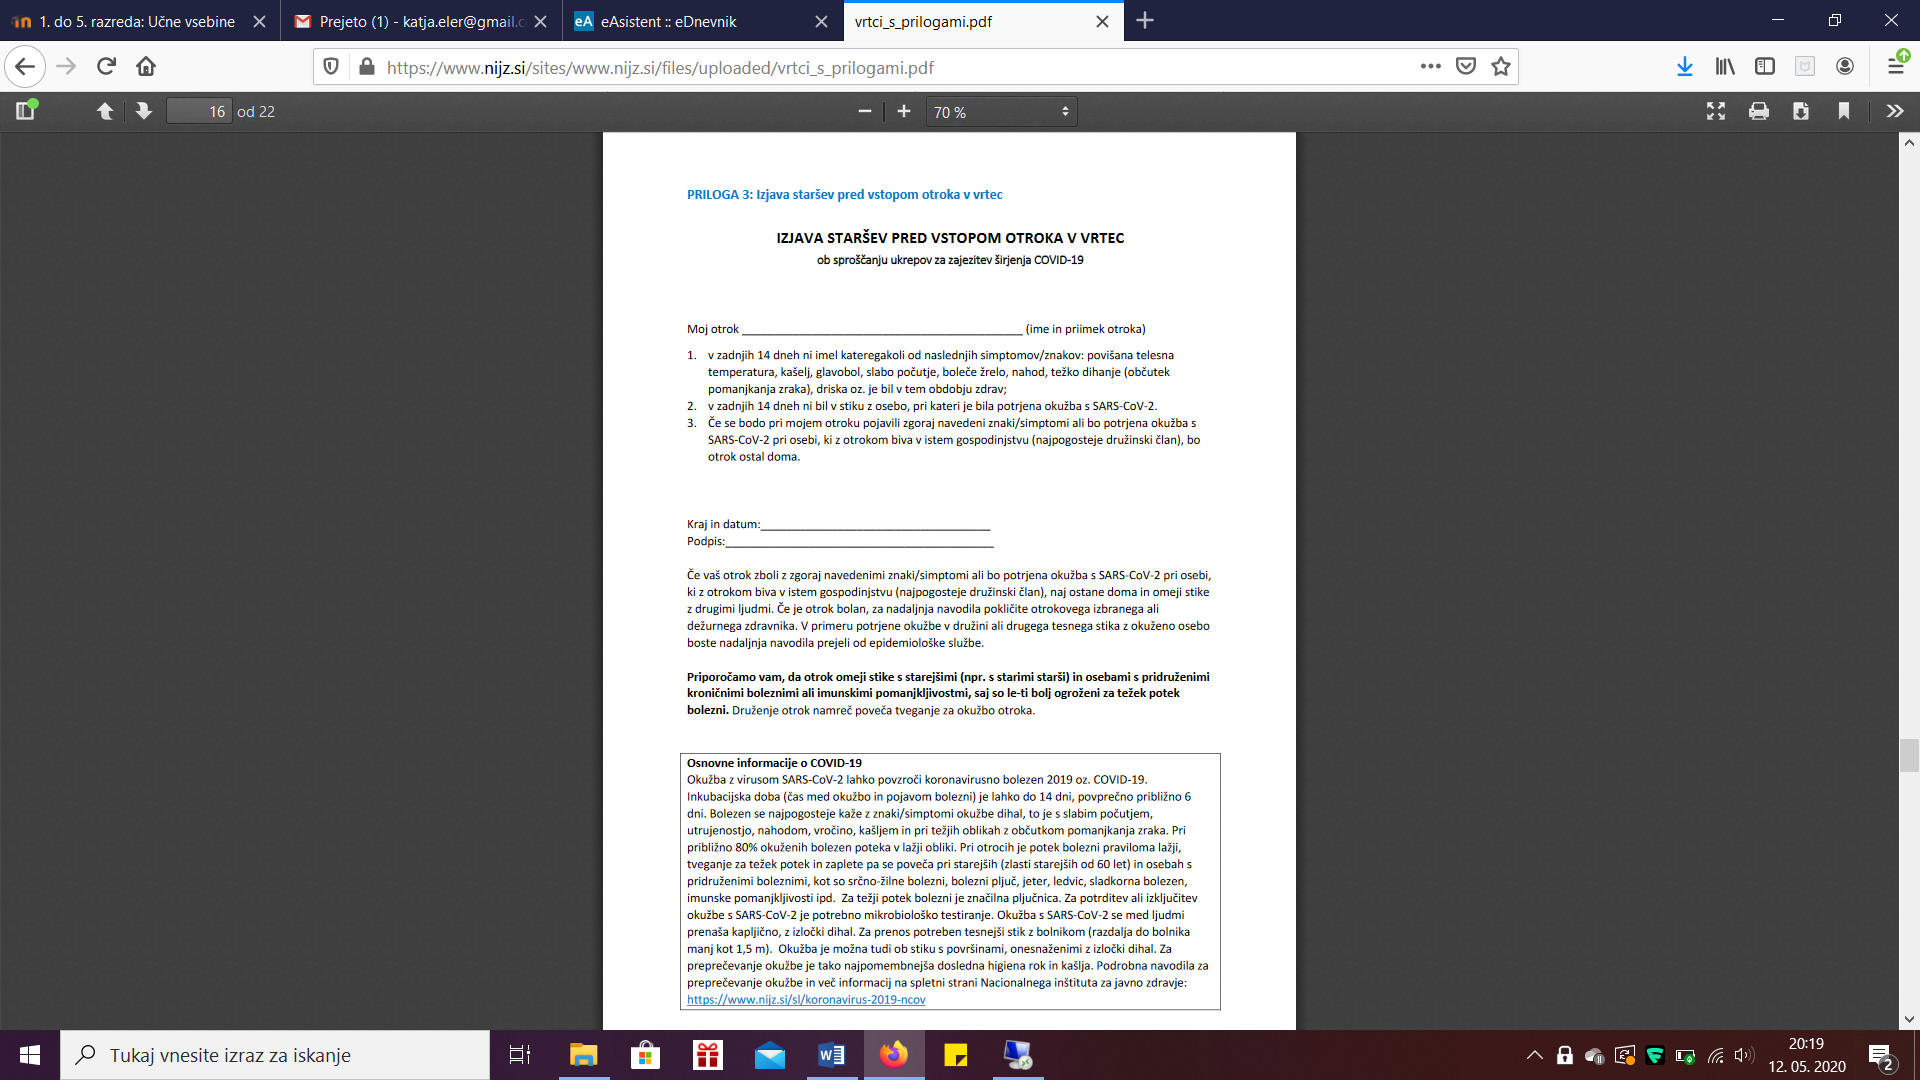 1. do 5. razreda: Učne vsebine
Prejeto (1) - katja.eler@gmail.c
eAsistent :: eDnevnik
vrtci_s_prilogami.pdf
https://www.nijz.si/sites/www.nijz.si/files/uploaded/vrtci_s_prilogami.pdf
16 od 22
70 %
PRILOGA 3: Izjava staršev pred vstopom otroka v vrtec
IZJAVA STARŠEV PRED VSTOPOM OTROKA V VRTEC
ob sproščanju ukrepov za zajezitev širjenja COVID-19
Moj otrok ____________________________________________ (ime in priimek otroka)
1. v zadnjih 14 dneh ni imel kateregakoli od naslednjih simptomov/znakov: povišana telesna
temperatura, kašelj, glavobol, slabo počutje, boleče žrelo, nahod, težko dihanje (občutek
pomanjkanja zraka), driska oz. je bil v tem obdobju zdrav;
2. v zadnjih 14 dneh ni bil v stiku z osebo, pri kateri je bila potrjena okužba s SARS-CoV-2.
3. Če se bodo pri mojem otroku pojavili zgoraj navedeni znaki/simptomi ali bo potrjena okužba s
SARS-CoV-2 pri osebi, ki z otrokom biva v istem gospodinjstvu (najpogosteje družinski član), bo
otrok ostal doma.
Kraj in datum:____________________________________
Podpis:__________________________________________
Če vaš otrok zboli z zgoraj navedenimi znaki/simptomi ali bo potrjena okužba s SARS-CoV-2 pri osebi,
ki z otrokom biva v istem gospodinjstvu (najpogosteje družinski član), naj ostane doma in omeji stike
z drugimi ljudmi. Če je otrok bolan, za nadaljnja navodila pokličite otrokovega izbranega ali
dežurnega zdravnika. V primeru potrjene okužbe v družini ali drugega tesnega stika z okuženo osebo
boste nadaljnja navodila prejeli od epidemiološke službe.
Priporočamo vam, da otrok omeji stike s starejšimi (npr. s starimi starši) in osebami s pridruženimi
kroničnimi boleznimi ali imunskimi pomanjkljivostmi, saj so le-ti bolj ogroženi za težek potek
bolezni. Druženje otrok namreč poveča tveganje za okužbo otroka.
Osnovne informacije o COVID-19
Okužba z virusom SARS-CoV-2 lahko povzroči koronavirusno bolezen 2019 oz. COVID-19.
Inkubacijska doba (čas med okužbo in pojavom bolezni) je lahko do 14 dni, povprečno približno 6
dni. Bolezen se najpogosteje kaže z znaki/simptomi okužbe dihal, to je s slabim počutjem,
utrujenostjo, nahodom, vročino, kašljem in pri težjih oblikah z občutkom pomanjkanja zraka. Pri
približno 80% okuženih bolezen poteka v lažji obliki. Pri otrocih je potek bolezni praviloma lažji,
tveganje za težek potek in zaplete pa se poveča pri starejših (zlasti starejših od 60 let) in osebah s
pridruženimi boleznimi, kot so srčno-žilne bolezni, bolezni pljuč, jeter, ledvic, sladkorna bolezen,
imunske pomanjkljivosti ipd. Za težji potek bolezni je značilna pljučnica. Za potrditev ali izključitev
okužbe s SARS-CoV-2 je potrebno mikrobiološko testiranje. Okužba s SARS-CoV-2 se med ljudmi
prenaša kapljično, z izločki dihal. Za prenos potreben tesnejši stik z bolnikom (razdalja do bolnika
manj kot 1,5 m). Okužba je možna tudi ob stiku s površinami, onesnaženimi z izločki dihal. Za
preprečevanje okužbe je tako najpomembnejša dosledna higiena rok in kašlja. Podrobna navodila za
preprečevanje okužbe in več informacij na spletni strani Nacionalnega inštituta za javno zdravje:
https://www.nijz.si/sl/koronavirus-2019-ncov
Tukaj vnesite izraz za iskanje
20:19
12. 05. 2020
2